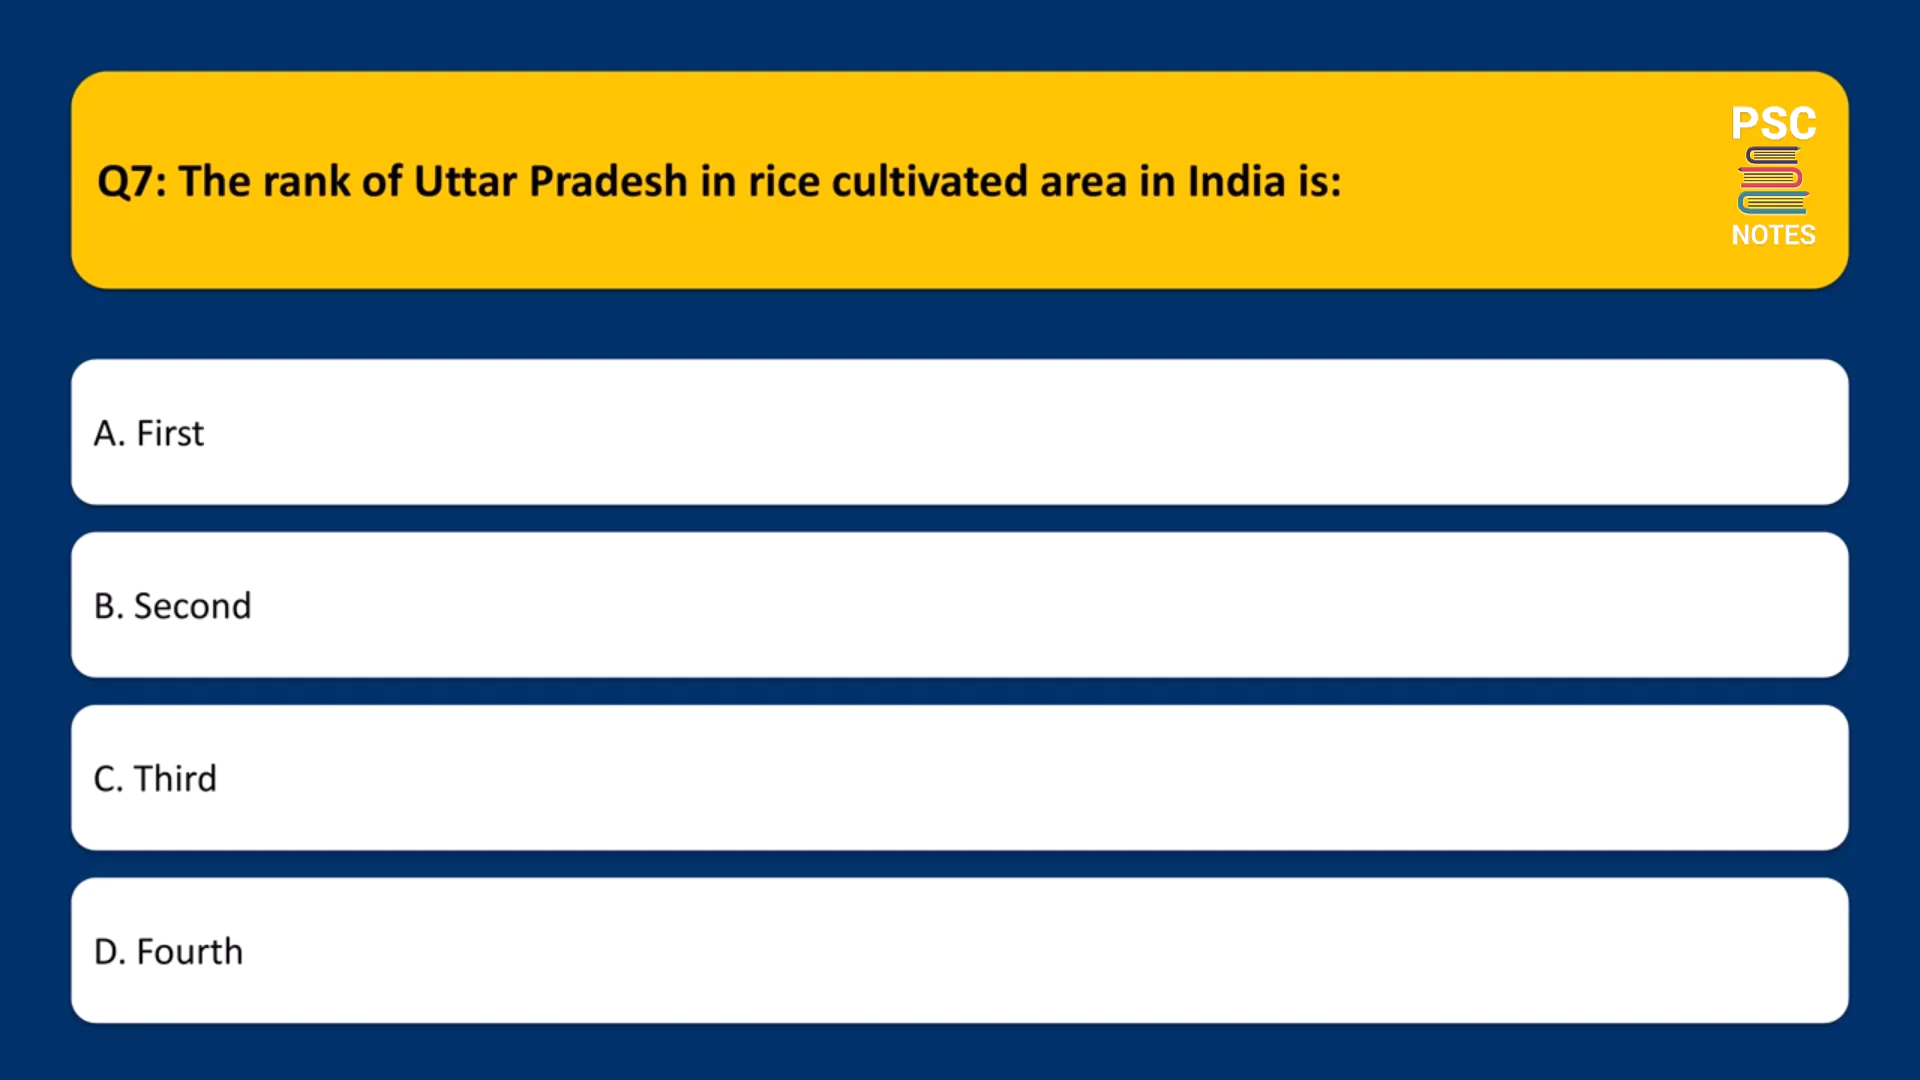 PSC
Q7: The rank of Uttar Pradesh in rice cultivated area in India is:
NOTES
A. First
B. Second
C. Third
D. Fourth